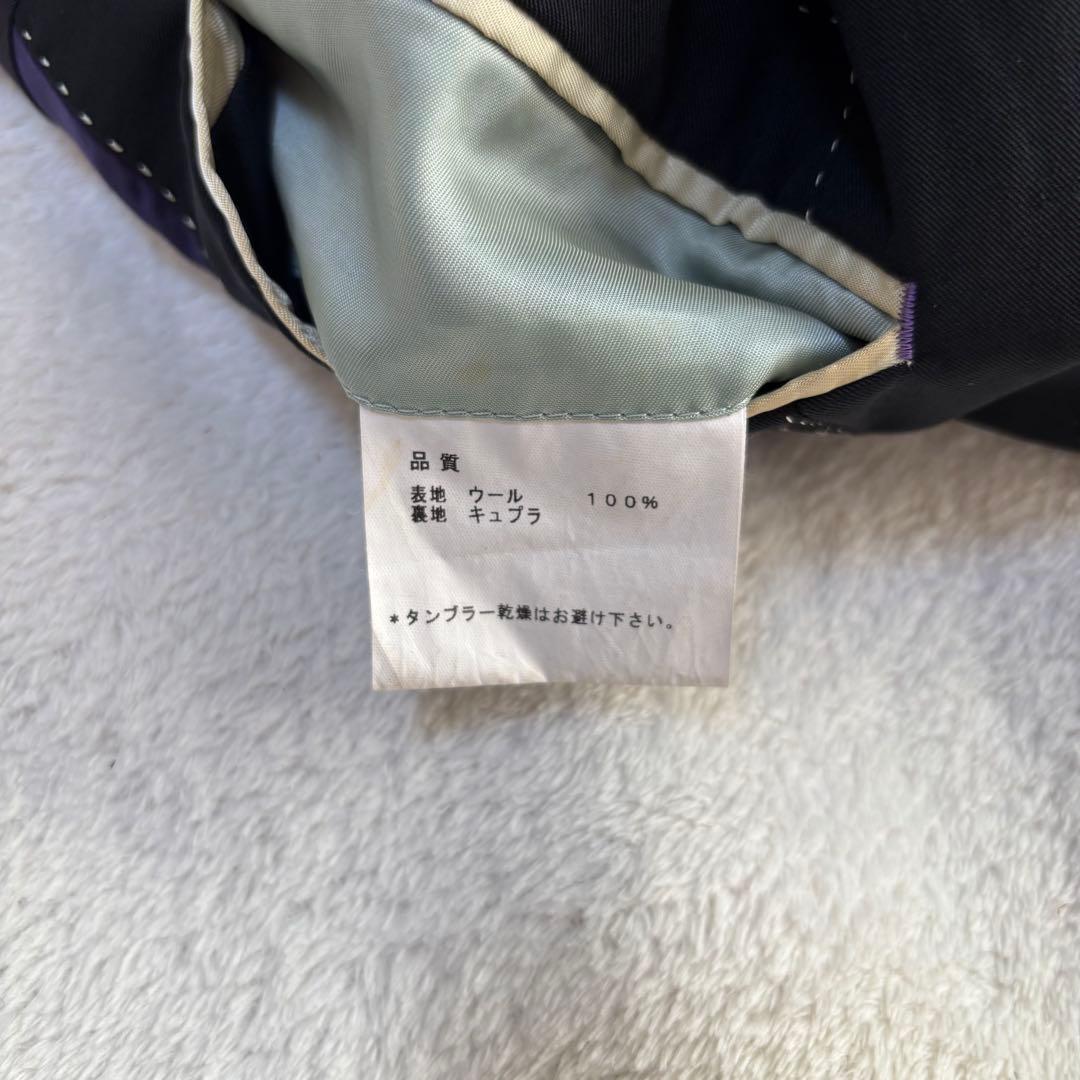 品質
表地 ウール 100%
裏地 キュプラ
*タンブラー乾燥はお避け下さい。